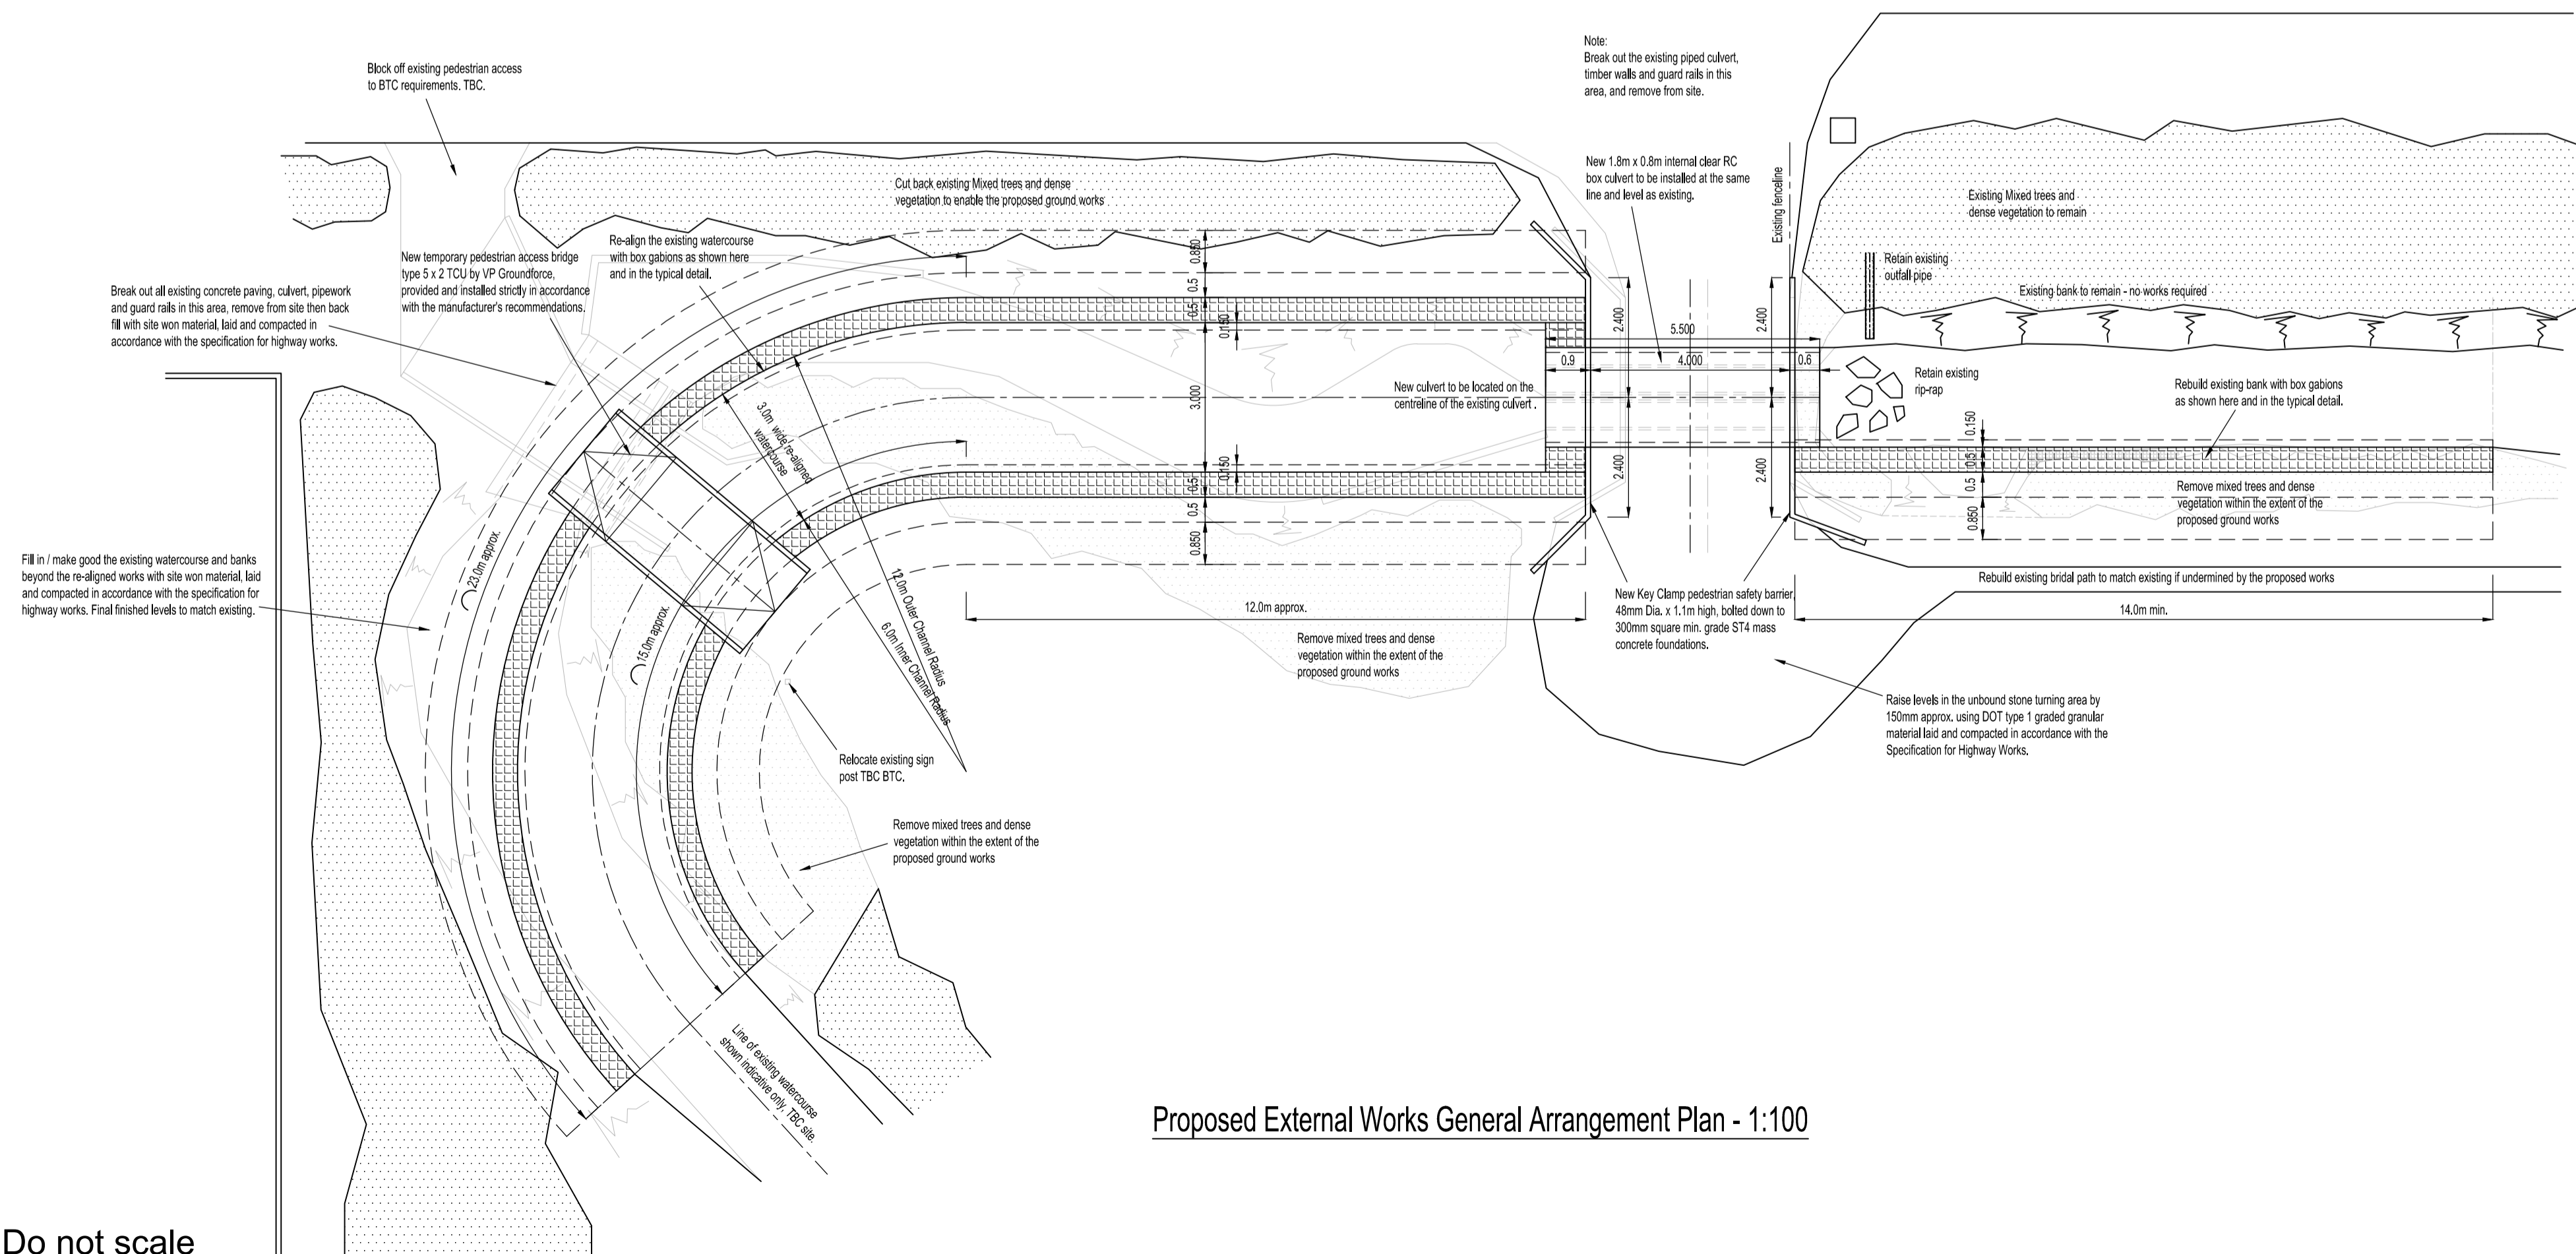 Block off existing pedestrian access
to BTC requirements. TBC.
Note:
Break out the existing piped culvert,
timber walls and guard rails in this
area, and remove from site.
Cut back existing Mixed trees and dense
vegetation to enable the proposed ground works
New 1.8m x 0.8m internal clear RC
box culvert to be installed at the same
line and level as existing.
Existing fenceline
Existing Mixed trees and
dense vegetation to remain
Re-align the existing watercourse
with box gabions as shown here
and in the typical detail.
New temporary pedestrian access bridge
type 5 x 2 TCU by VP Groundforce,
provided and installed strictly in accordance
with the manufacturer's recommendations.
Break out all existing concrete paving, culvert, pipework
and guard rails in this area, remove from site then back
fill with site won material, laid and compacted in
accordance with the specification for highway works.
Retain existing
outfall pipe
Existing bank to remain - no works required
0.850
0.5
0.5
0.150
3.000
0.150
0.5
0.5
0.850
2.400
2.400
5.500
0.9
4.000
0.6
2.400
2.400
New culvert to be located on the
centreline of the existing culvert .
Retain existing
rip-rap
Rebuild existing bank with box gabions
as shown here and in the typical detail.
0.150
0.5
0.5
0.850
Remove mixed trees and dense
vegetation within the extent of the
proposed ground works
3.0m wide re-aligned
watercourse
23.0m approx.
15.0m approx.
12.0m Outer Channel Radius
6.0m Inner Channel Radius
Fill in / make good the existing watercourse and banks
beyond the re-aligned works with site won material, laid
and compacted in accordance with the specification for
highway works. Final finished levels to match existing.
12.0m approx.
Remove mixed trees and dense
vegetation within the extent of the
proposed ground works
New Key Clamp pedestrian safety barrier,
48mm Dia. x 1.1m high, bolted down to
300mm square min. grade ST4 mass
concrete foundations.
Rebuild existing bridal path to match existing if undermined by the proposed works
14.0m min.
Raise levels in the unbound stone turning area by
150mm approx. using DOT type 1 graded granular
material laid and compacted in accordance with the
Specification for Highway Works.
Relocate existing sign
post TBC BTC.
Remove mixed trees and dense
vegetation within the extent of the
proposed ground works
Line of existing watercourse
shown indicative only. TBC site.
Proposed External Works General Arrangement Plan - 1:100
Do not scale